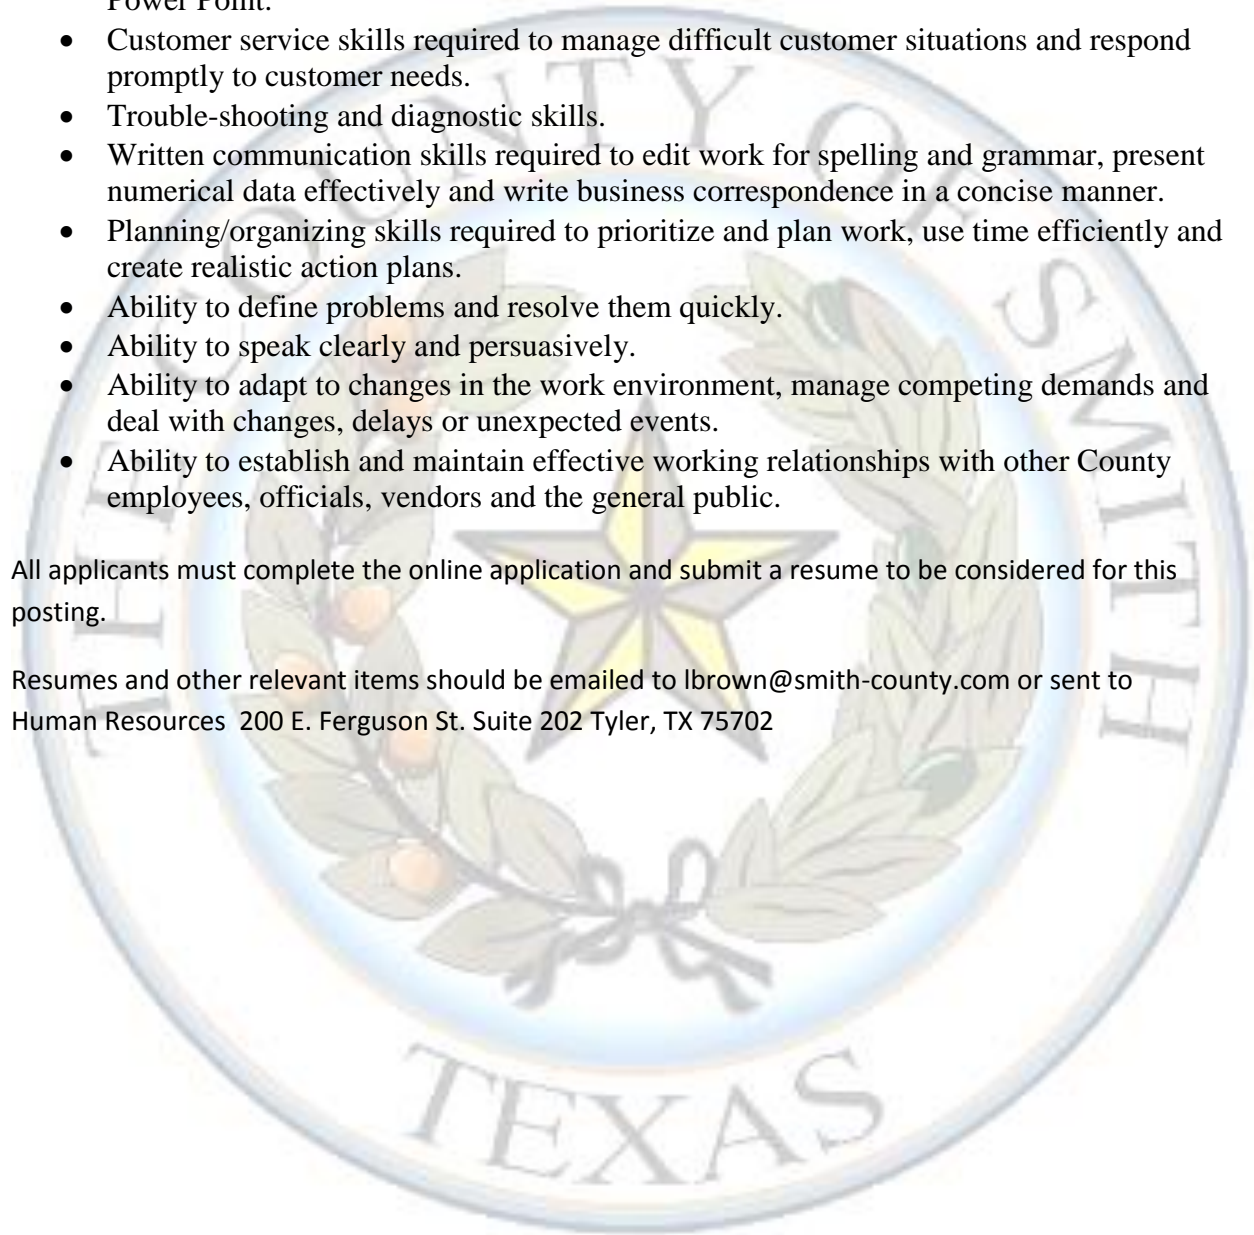 Power Point.
• Customer service skills required to manage difficult customer situations and respond
promptly to customer needs.
• Trouble-shooting and diagnostic skills.
• Written communication skills required to edit work for spelling and grammar, present
numerical data effectively and write business correspondence in a concise manner.
• Planning/organizing skills required to prioritize and plan work, use time efficiently and
create realistic action plans.
• Ability to define problems and resolve them quickly.
• Ability to speak clearly and persuasively.
• Ability to adapt to changes in the work environment, manage competing demands and
deal with changes, delays or unexpected events.
• Ability to establish and maintain effective working relationships with other County
employees, officials, vendors and the general public.
All applicants must complete the online application and submit a resume to be considered for this
posting.
Resumes and other relevant items should be emailed to lbrown@smith-county.com or sent to
Human Resources  200 E. Ferguson St. Suite 202 Tyler, TX 75702
THE COUNTY OF SMITH
TEXAS